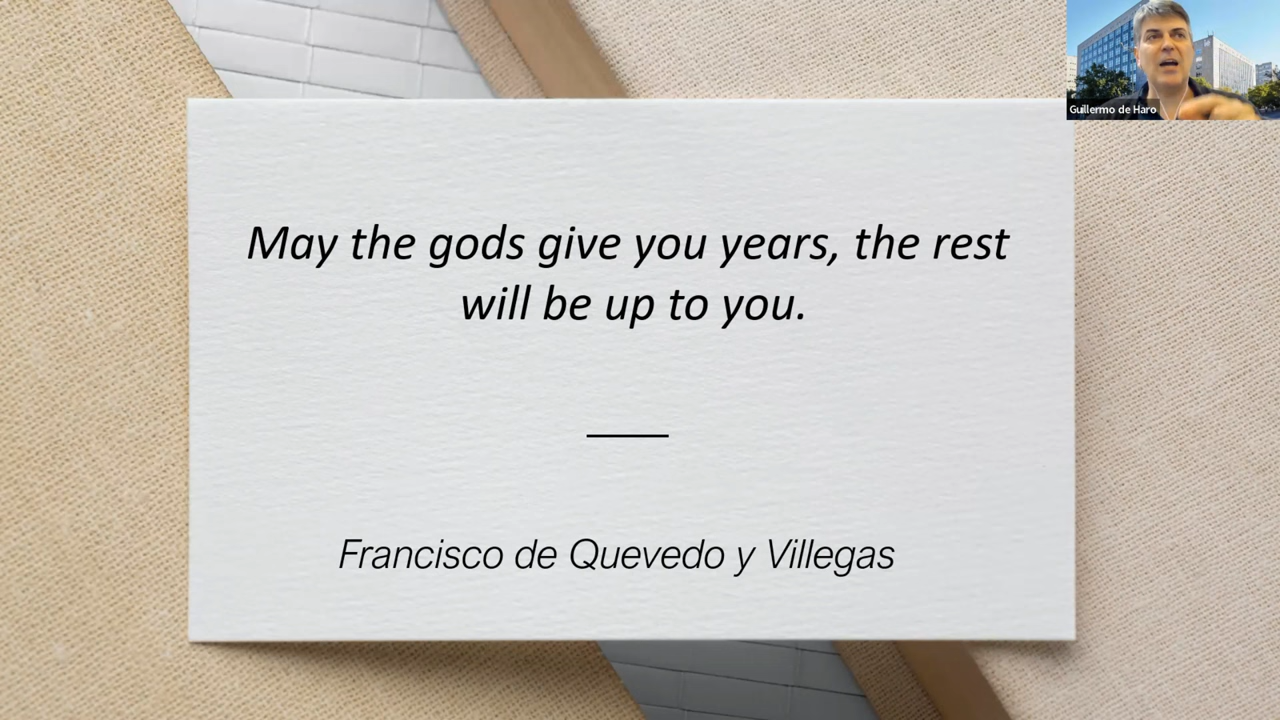 Guillermo de Haro
May the gods give you years, the rest
will be up to you.
Francisco de Quevedo y Villegas